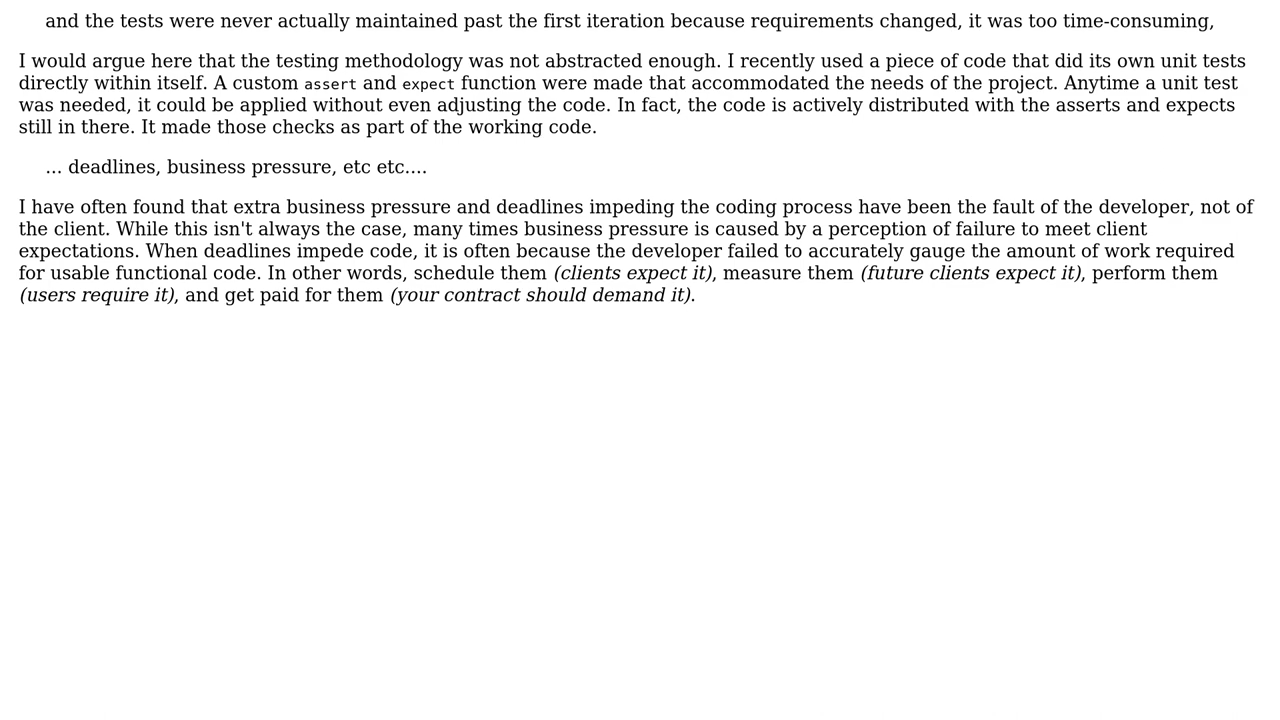 and the tests were never actually maintained past the first iteration because requirements changed, it was too time-consuming,
I would argue here that the testing methodology was not abstracted enough. I recently used a piece of code that did its own unit tests
directly within itself. A custom assert and expect function were made that accommodated the needs of the project. Anytime a unit test
was needed, it could be applied without even adjusting the code. In fact, the code is actively distributed with the asserts and expects
still in there. It made those checks as part of the working code.
... deadlines, business pressure, etc etc....
I have often found that extra business pressure and deadlines impeding the coding process have been the fault of the developer, not of
the client. While this isn't always the case, many times business pressure is caused by a perception of failure to meet client
expectations. When deadlines impede code, it is often because the developer failed to accurately gauge the amount of work required
for usable functional code. In other words, schedule them (clients expect it), measure them (future clients expect it), perform them
(users require it), and get paid for them (your contract should demand it).